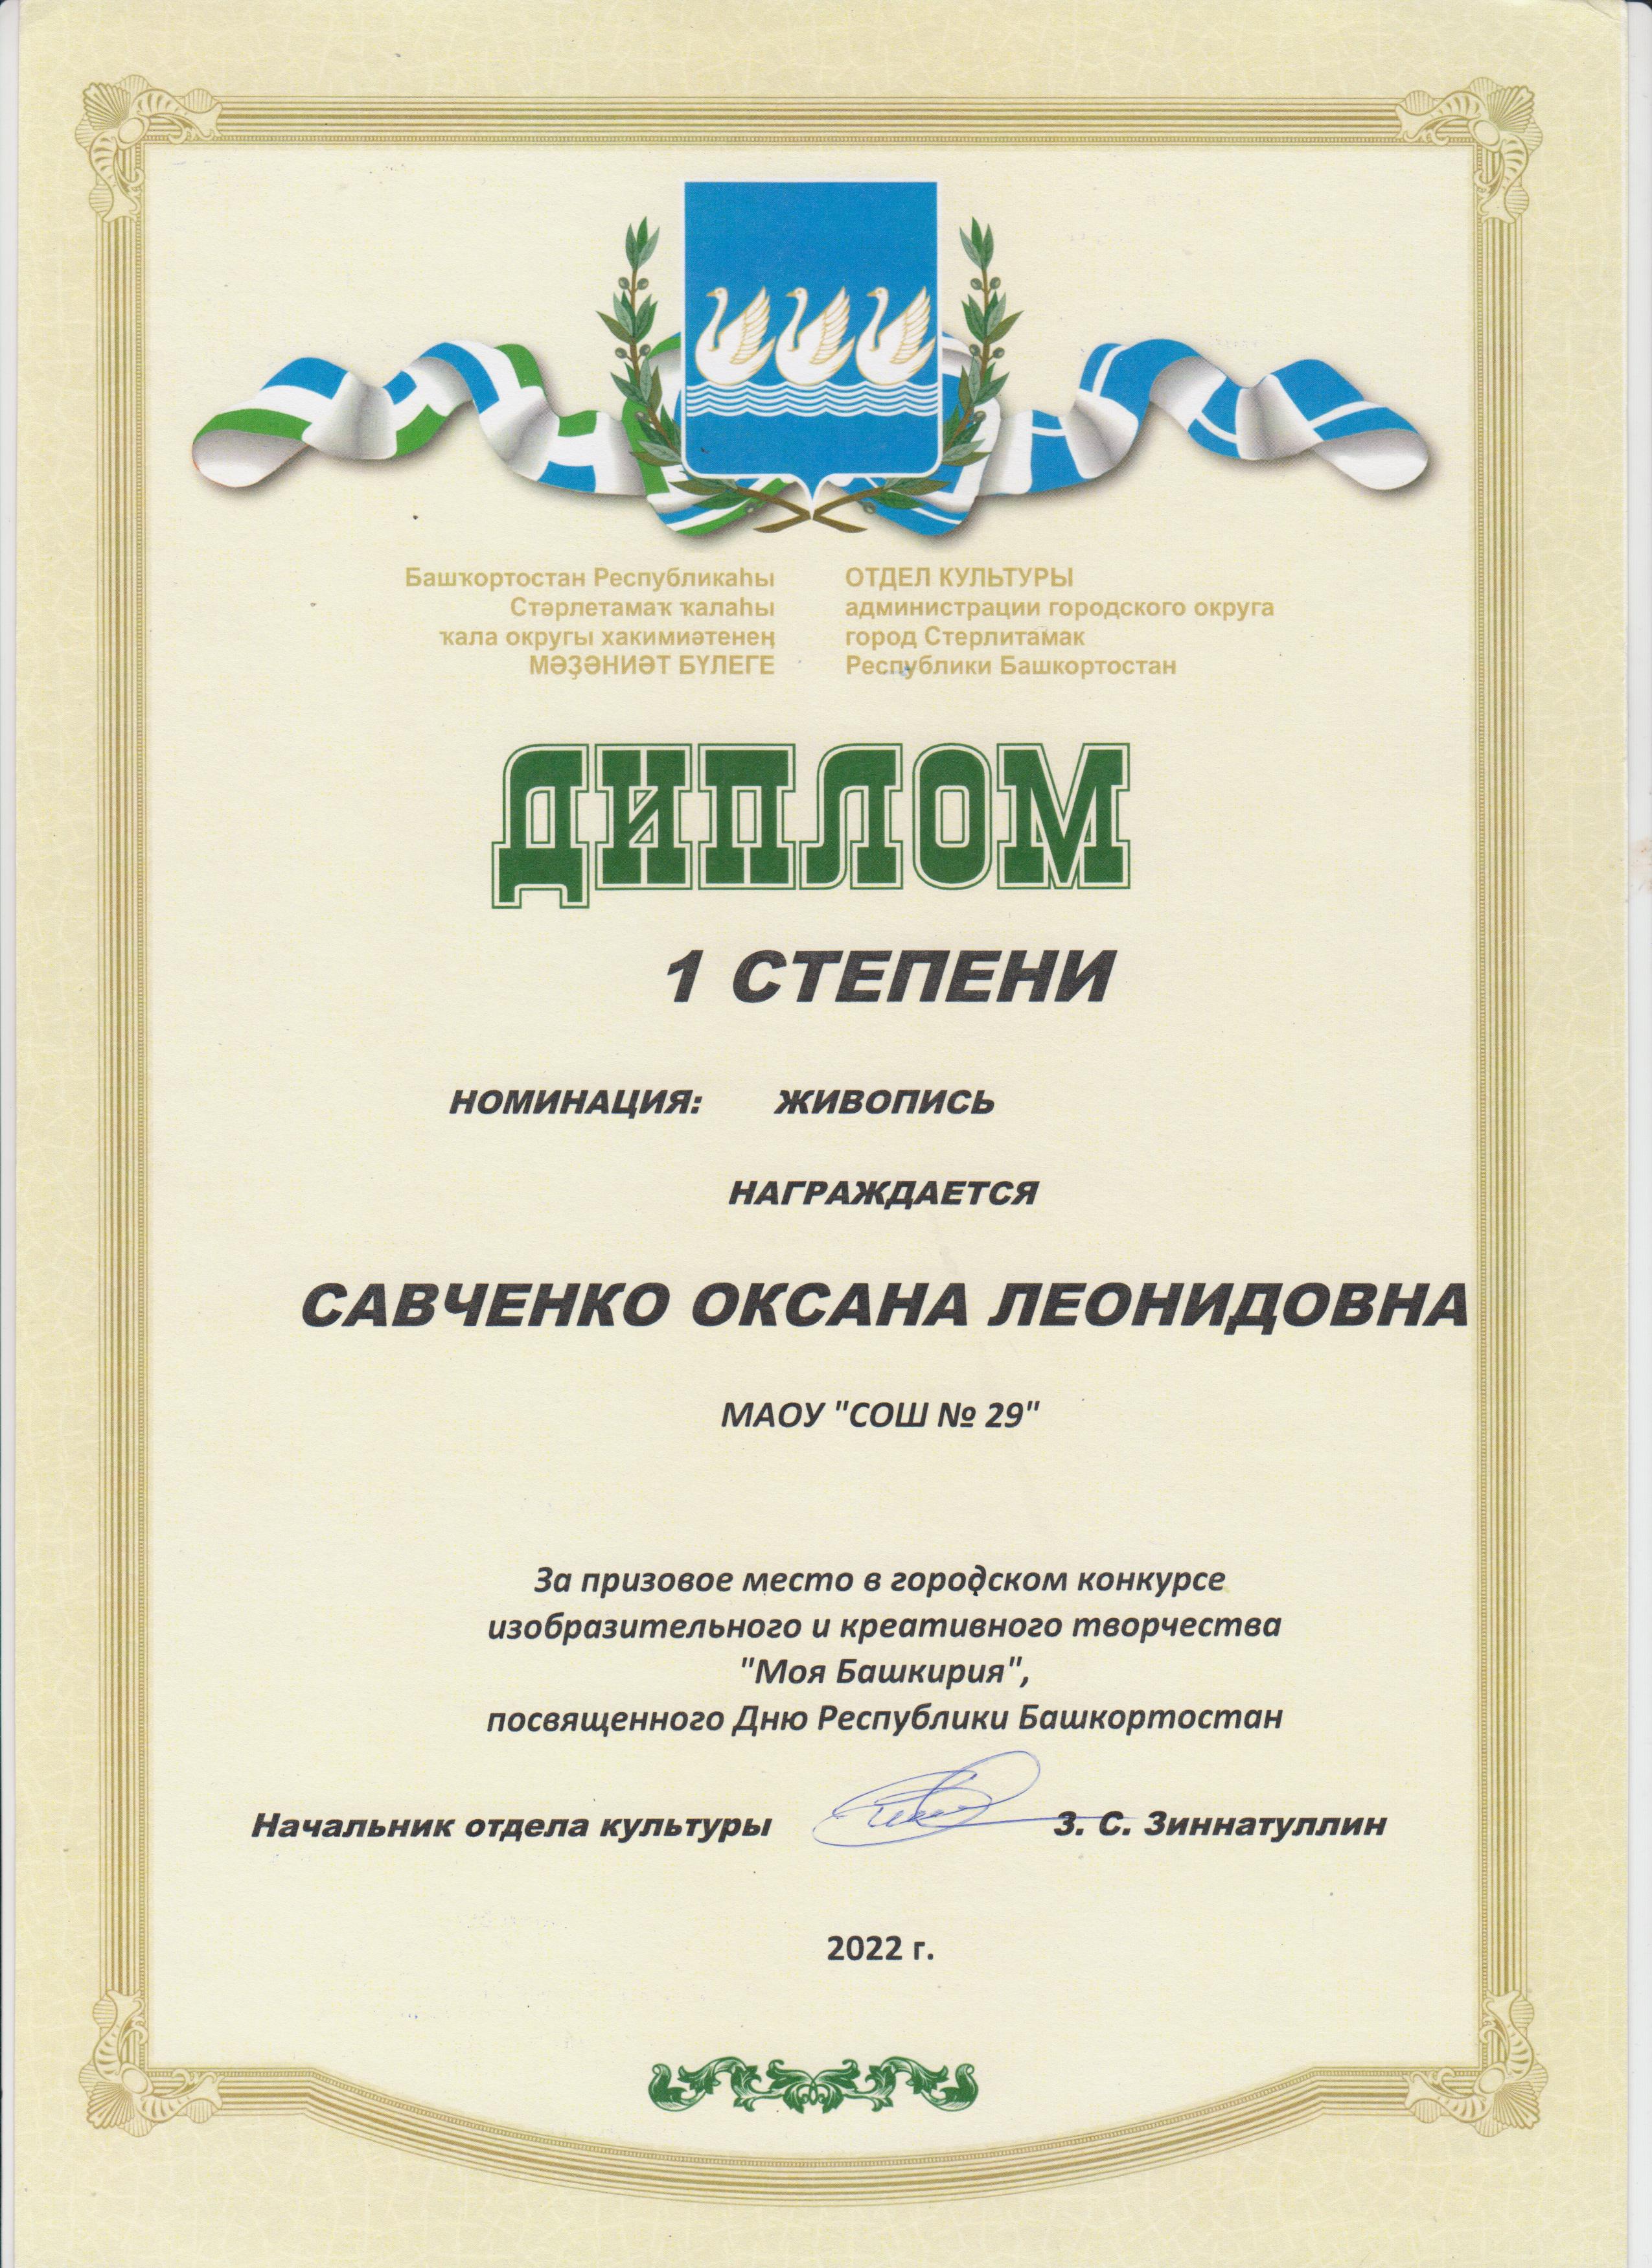 Башҡортостан Республикаһы
Стәрлетамаҡ ҡалаһы
ҡала округы хакимиәтенең
МӘҘӘНИӘТ БҮЛЕГЕ
ОТДЕЛ КУЛЬТУРЫ
администрации городского округа
город Стерлитамак
Республики Башкортостан
ДИПЛОМ
1 СТЕПЕНИ
НОМИНАЦИЯ: ЖИВОПИСЬ
НАГРАЖДАЕТСЯ
САВЧЕНКО ОКСАНА ЛЕОНИДОВНА
МАОУ "СОШ № 29"
За призовое место в городском конкурсе
изобразительного и креативного творчества
"Моя Башкирия",
посвященного Дню Республики Башкортостан
Начальник отдела культуры З. С. Зиннатуллин
2022 г.